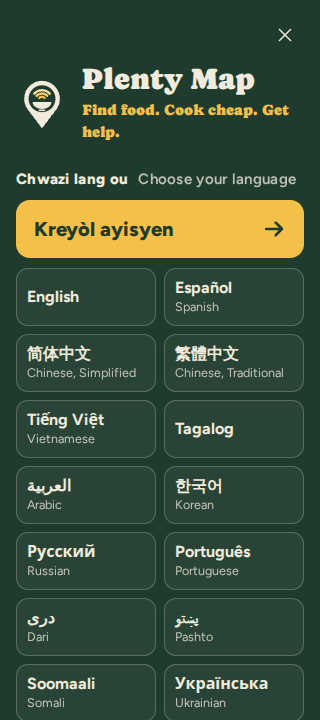 Plenty Map
Find food. Cook cheap. Get
help.
Chwazi lang ou Choose your language
Kreyòl ayisyen
English
Español
Spanish
简体中文
Chinese, Simplified
繁體中文
Chinese, Traditional
Tiếng Việt
Vietnamese
Tagalog
العربية
Arabic
한국어
Korean
Русский
Russian
Português
Portuguese
دری
Dari
پښتو
Pashto
Soomaali
Somali
Українська
Ukrainian